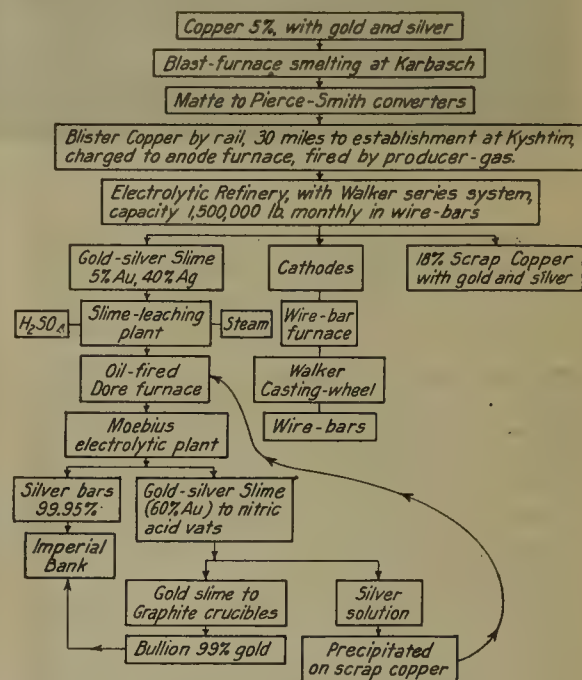 Copper 5%, with gold and silver
Blast-furnace smelting at Karbasch
Matte to Pierce-Smith converters
Blister Copper by rail, 30 miles to establishment at Kyshtim,
charged to anode furnace, fired by producer-gas.
Electrolytic Refinery, with Walker series system,
capacity 1,500,000 lb. monthly in wire-bars
Gold-silver Slime
5% Au, 40% Ag
Cathodes
18% Scrap Copper
with gold and silver
H2SO4
Slime-leaching
plant
Steam
Wire-bar
furnace
Oil-fired
Dore furnace
Walker
Casting-wheel
Moebius
electrolytic plant
Wire-bars
Silver bars
99.95%
Gold-silver Slime
(60% Au) to nitric
acid vats
Imperial
Bank
Gold slime to
Graphite crucibles
Silver
solution
Bullion 99% gold
Precipitated
on scrap copper